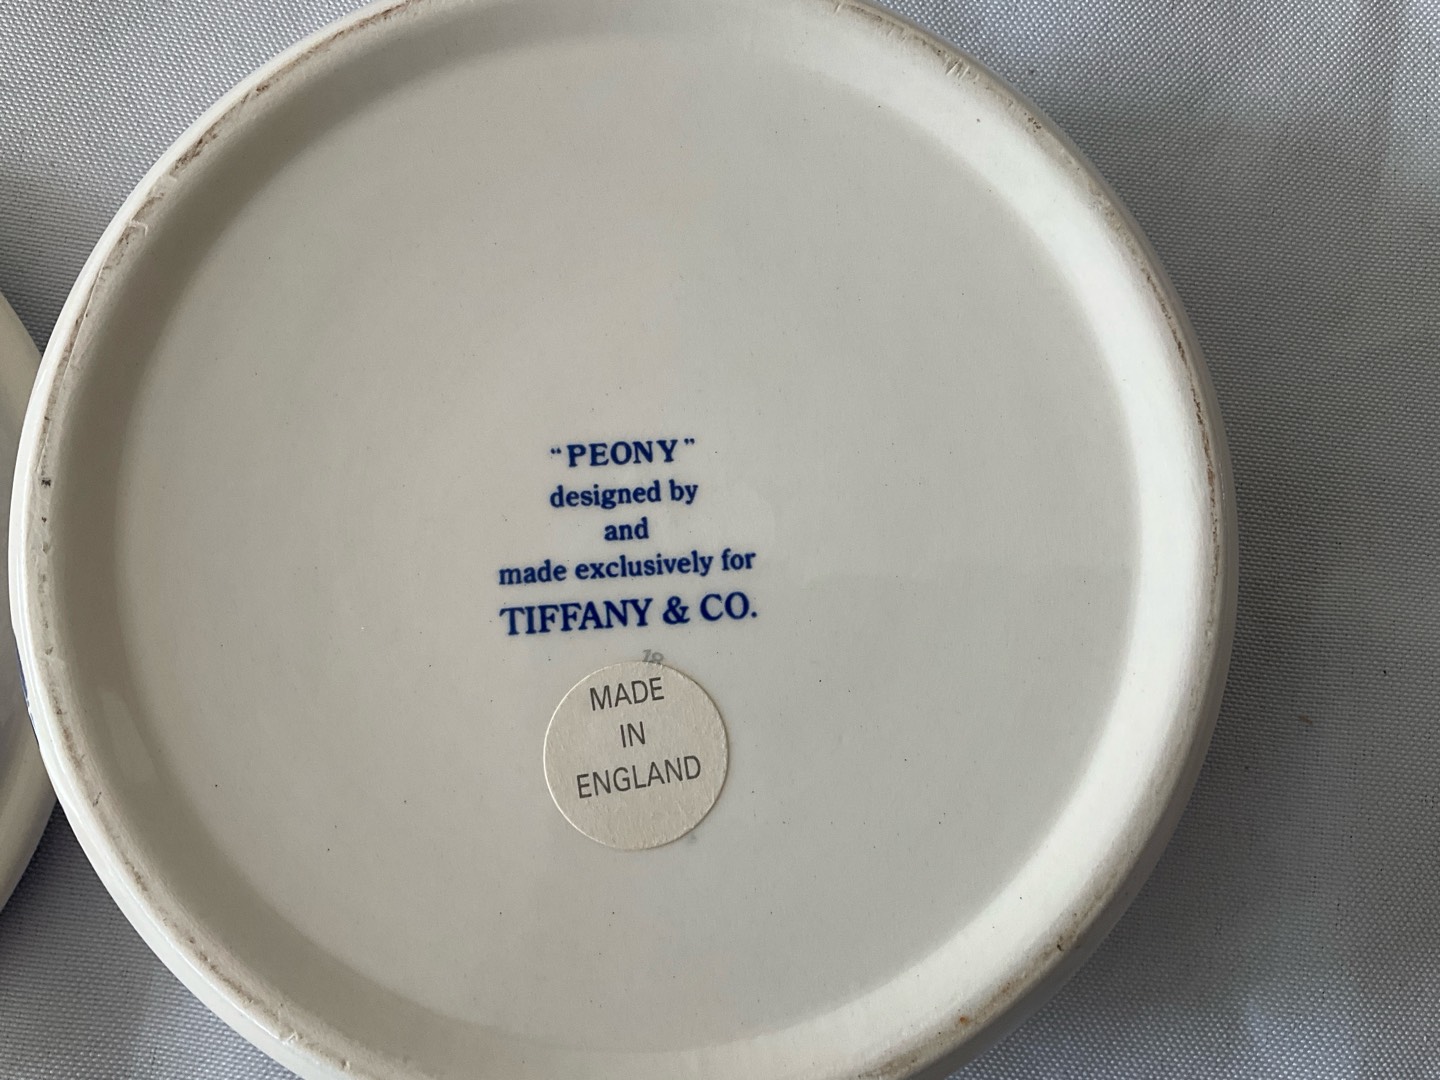 “PEONY”
designed by
and
made exclusively for
TIFFANY & CO.
MADE
IN
ENGLAND